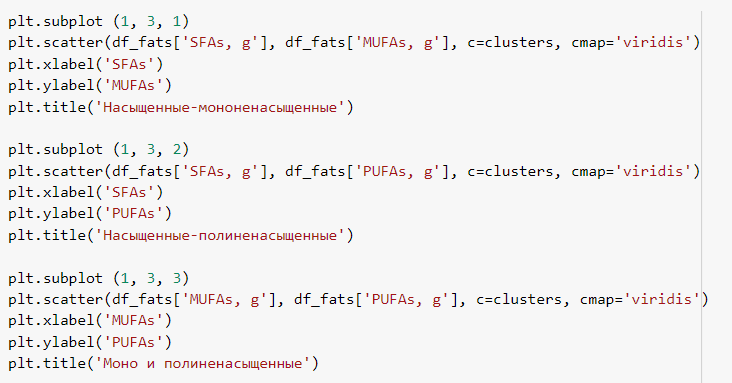 plt.subplot (1, 3, 1)
plt.scatter(df_fats['SFAs, g'], df_fats['MUFAs, g'], c=clusters, cmap='viridis')
plt.xlabel('SFAs')
plt.ylabel('MUFAs')
plt.title('Насыщенные-мононенасыщенные')
plt.subplot (1, 3, 2)
plt.scatter(df_fats['SFAs, g'], df_fats['PUFAs, g'], c=clusters, cmap='viridis')
plt.xlabel('SFAs')
plt.ylabel('PUFAs')
plt.title('Насыщенные-полиненасыщенные')
plt.subplot (1, 3, 3)
plt.scatter(df_fats['MUFAs, g'], df_fats['PUFAs, g'], c=clusters, cmap='viridis')
plt.xlabel('MUFAs')
plt.ylabel('PUFAs')
plt.title('Моно и полиненасыщенные')